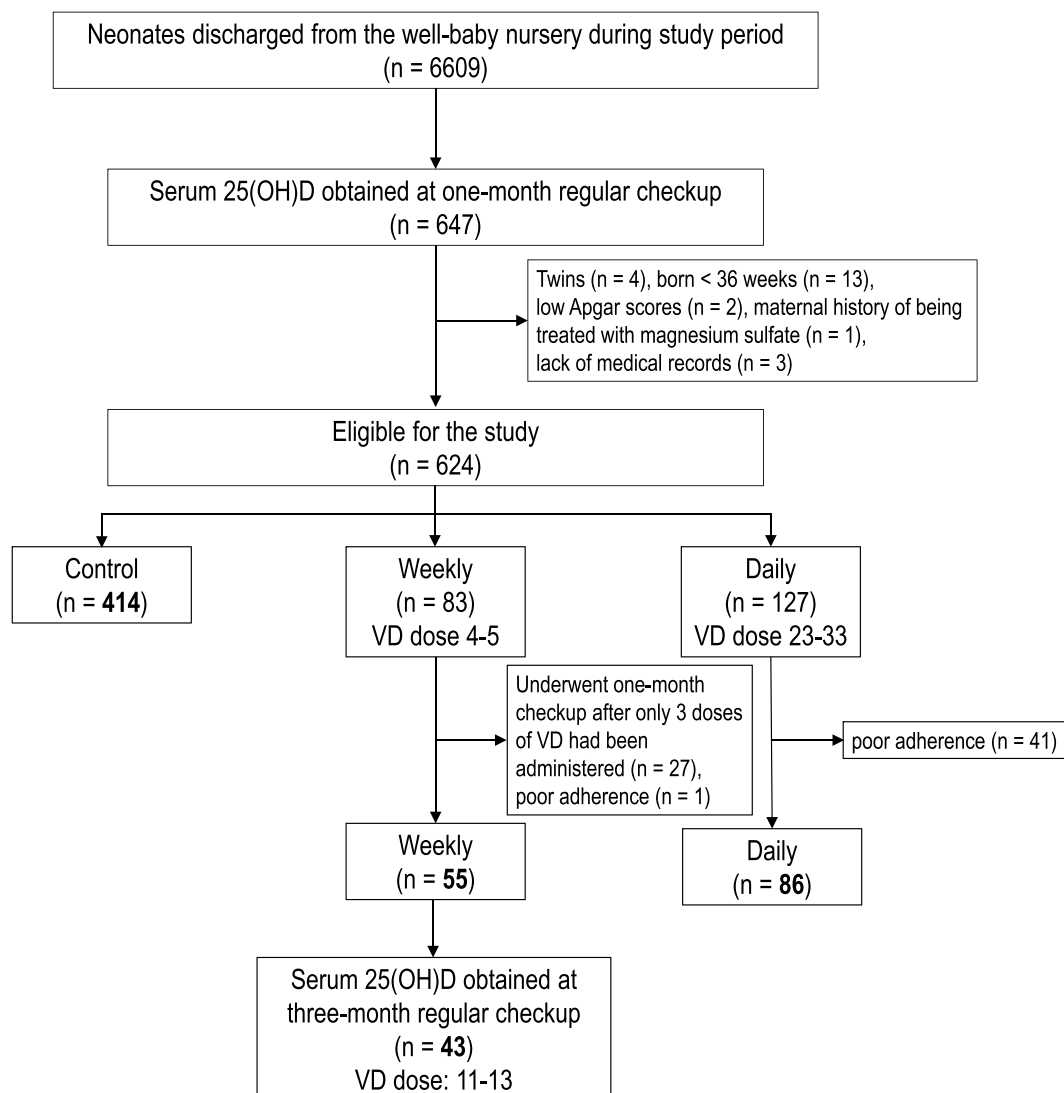 Neonates discharged from the well-baby nursery during study period
(n = 6609)
Serum 25(OH)D obtained at one-month regular checkup
(n = 647)
Twins (n = 4), born < 36 weeks (n = 13),
low Apgar scores (n = 2), maternal history of being
treated with magnesium sulfate (n = 1),
lack of medical records (n = 3)
Eligible for the study
(n = 624)
Control
(n = 414)
Weekly
(n = 83)
VD dose 4-5
Daily
(n = 127)
VD dose 23-33
Underwent one-month
checkup after only 3 doses
of VD had been
administered (n = 27),
poor adherence (n = 1)
poor adherence (n = 41)
Weekly
(n = 55)
Daily
(n = 86)
Serum 25(OH)D obtained at
three-month regular checkup
(n = 43)
VD dose: 11-13